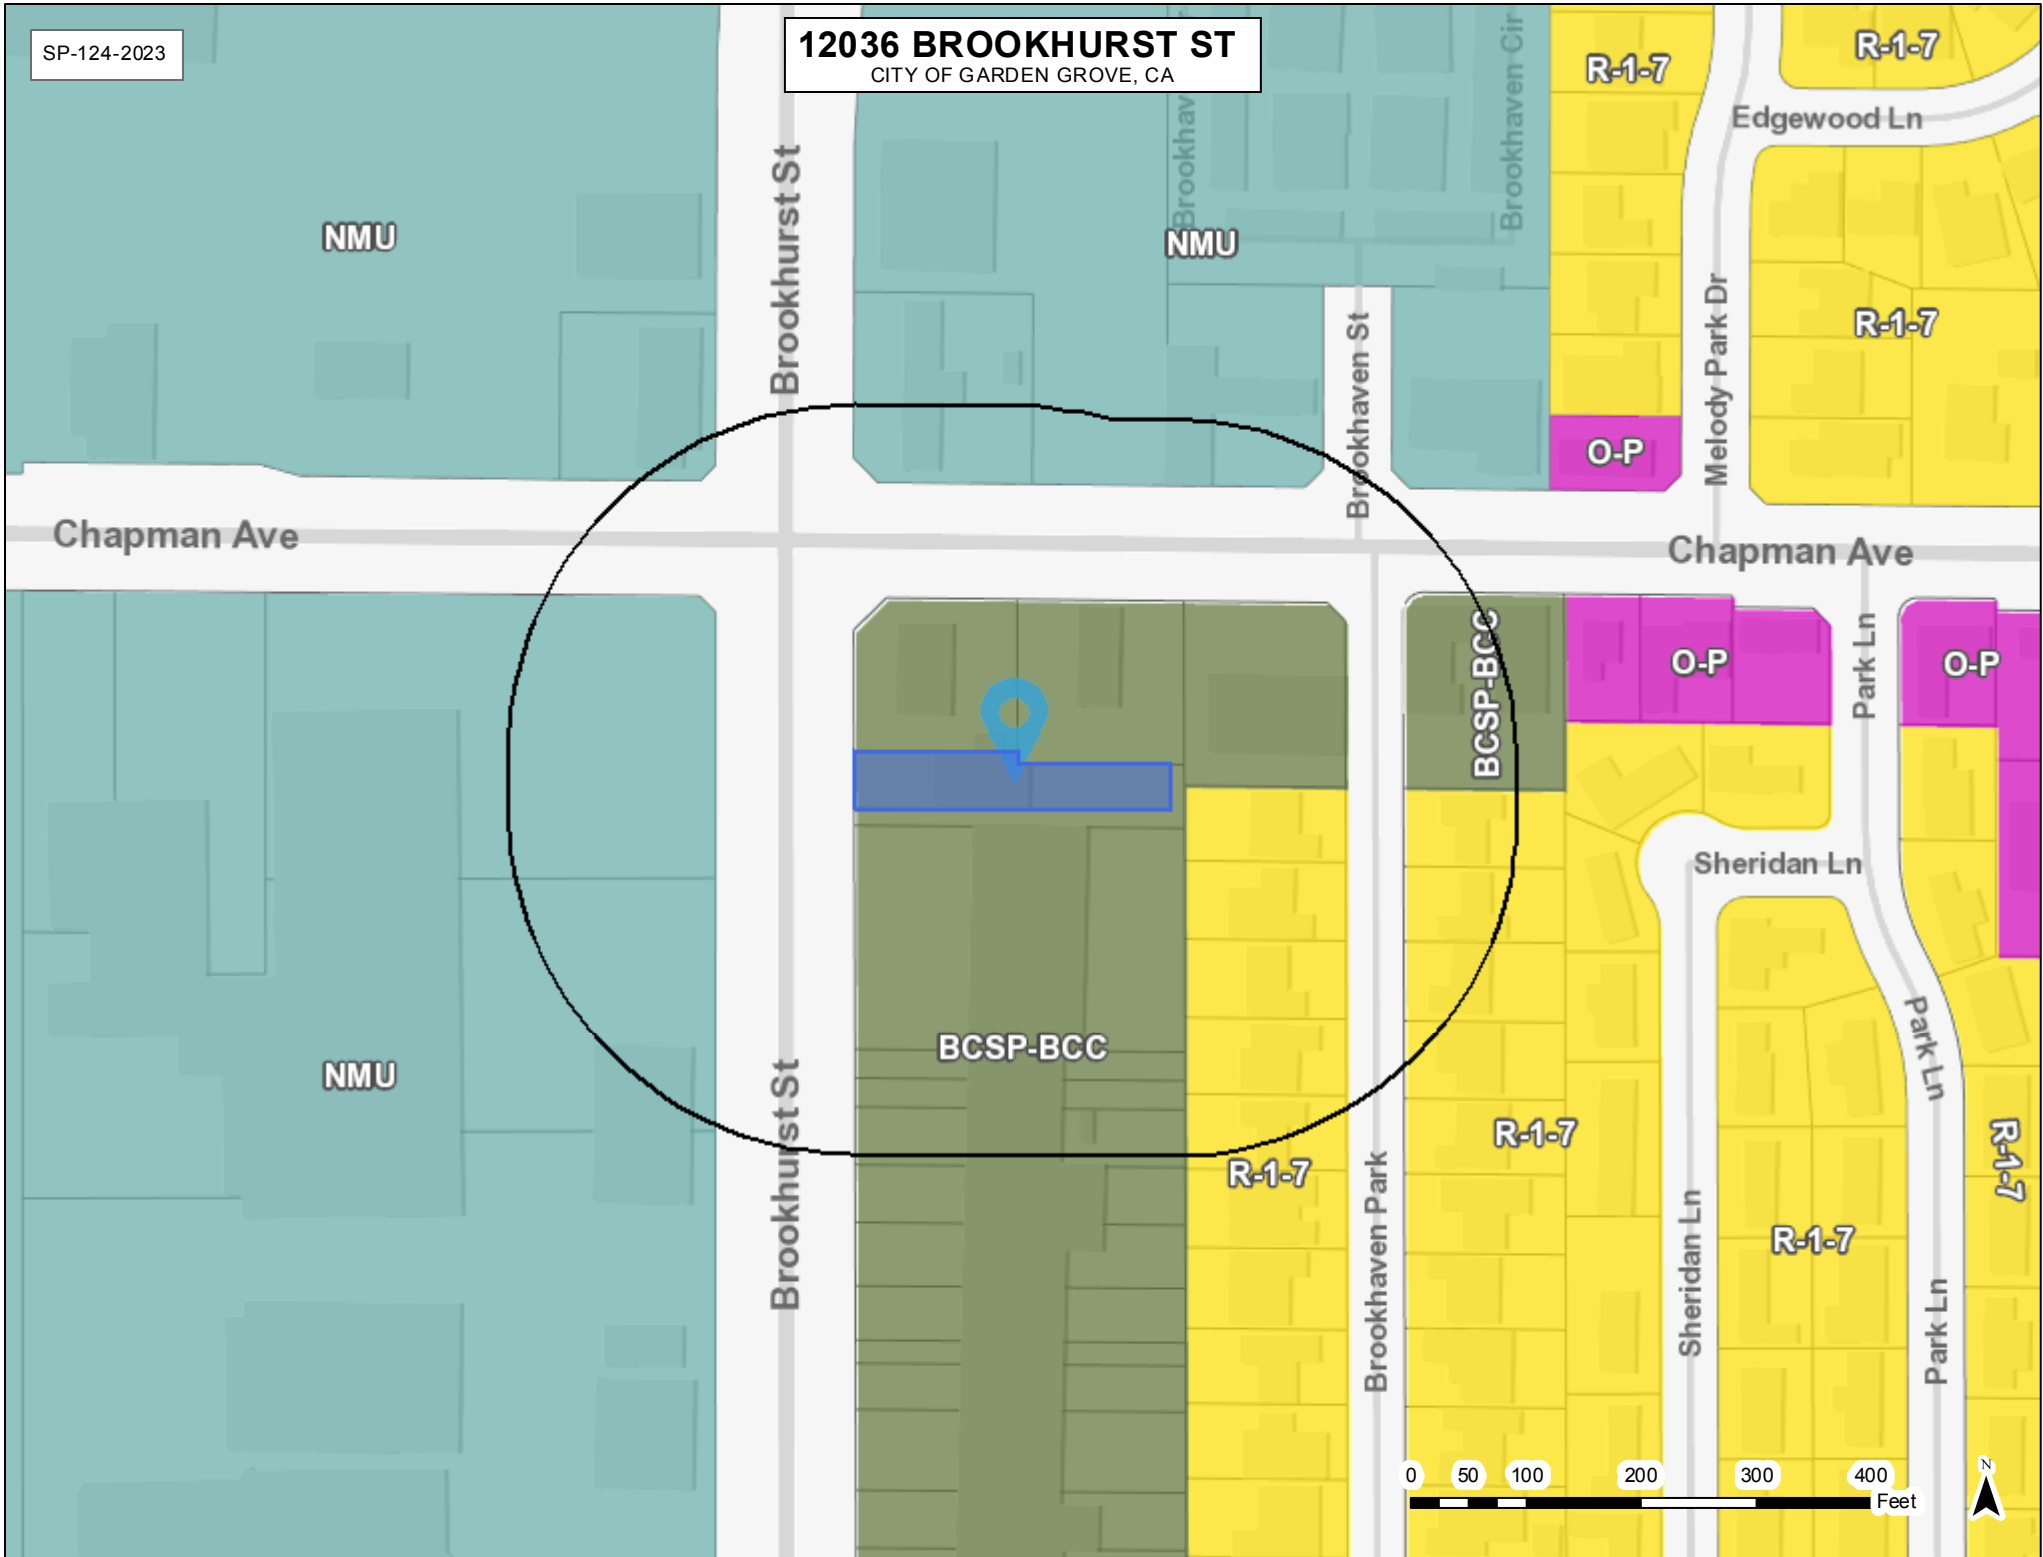 SP-124-2023
12036 BROOKHURST ST
CITY OF GARDEN GROVE, CA
R-1-7
R-1-7
Edgewood Ln
Brookhav
Brookhaven Cir
Brookhurst St
NMU
NMU
R-1-7
Melody Park Dr
Brookhaven St
O-P
Chapman Ave
Chapman Ave
BCSP-BCC
O-P
Park Ln
O-P
Sheridan Ln
BCSP-BCC
NMU
Brookhurst St
R-1-7
R-1-7
Park Ln
R-1-7
Brookhaven Park
Sheridan Ln
R-1-7
Park Ln
0 50 100 200 300 400
Feet
N